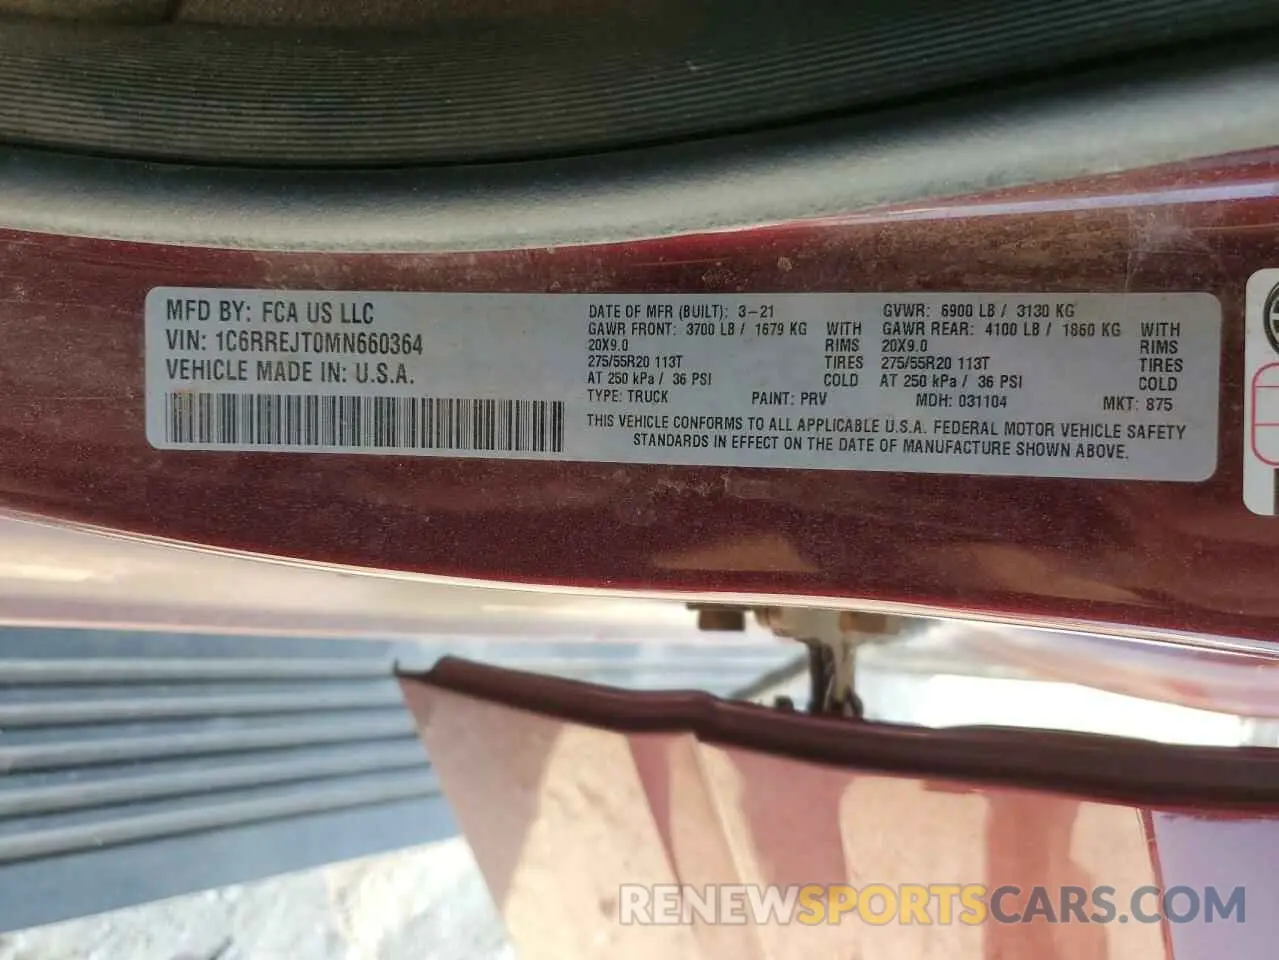 MFD BY: FCA US LLC
VIN: 1C6RREJT0MN660364
VEHICLE MADE IN: U.S.A.
DATE OF MFR (BUILT): 3-21
GVWR: 6900 LB / 3130 KG
GAWR FRONT: 3700 LB / 1679 KG WITH
GAWR REAR: 4100 LB / 1860 KG WITH
20X9.0 RIMS
20X9.0 RIMS
275/55R20 113T TIRES
275/55R20 113T TIRES
AT 250 kPa / 36 PSI COLD
AT 250 kPa / 36 PSI COLD
TYPE: TRUCK PAINT: PRV MDH: 031104 MKT: 875
THIS VEHICLE CONFORMS TO ALL APPLICABLE U.S.A. FEDERAL MOTOR VEHICLE SAFETY
STANDARDS IN EFFECT ON THE DATE OF MANUFACTURE SHOWN ABOVE.
RENEWSPORTSCARS.COM